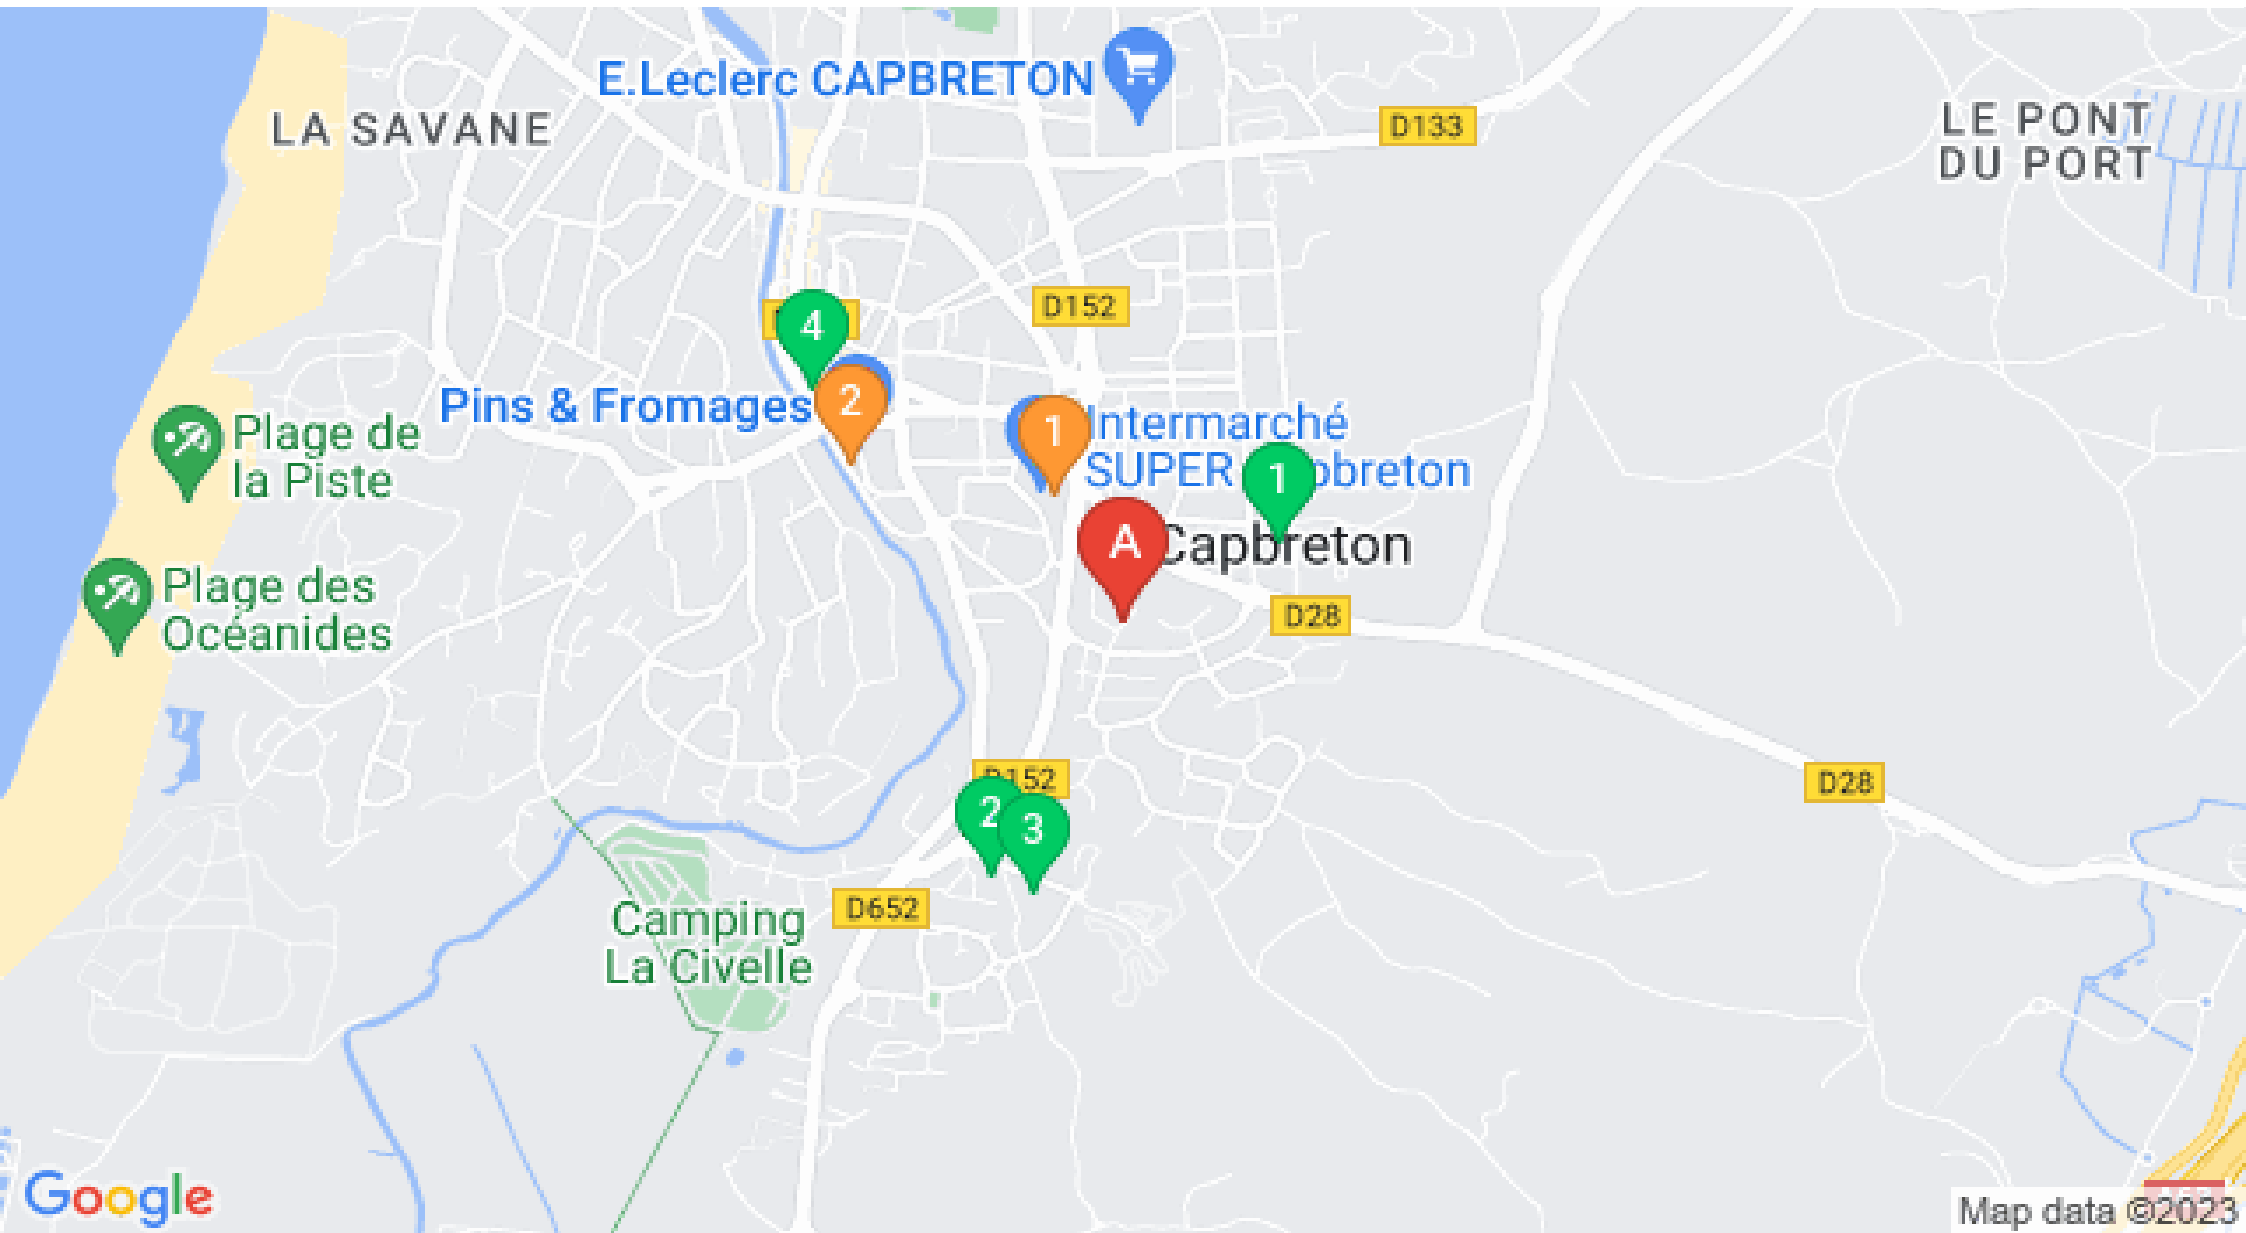 E.Leclerc CAPBRETON
D133
LE PONT
DU PORT
LA SAVANE
D152
4
Pins & Fromages
2
1
Intermarché
SUPER
obreton
1
Plage de
la Piste
A
Capbreton
Plage des
Océanides
D28
D152
D28
2
3
D652
Camping
La Civelle
Google
Map data ©2023